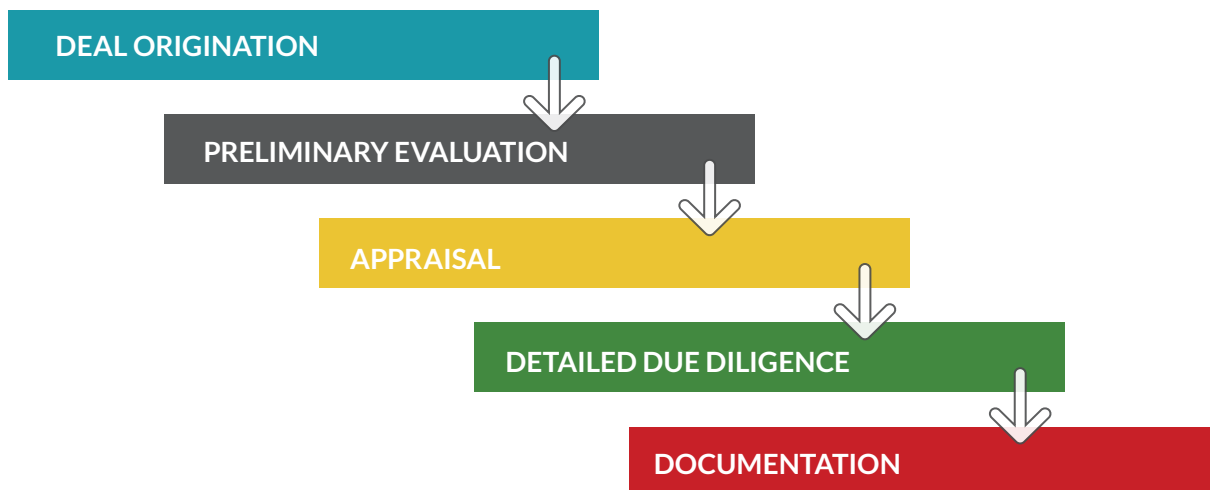 DEAL ORIGINATION
PRELIMINARY EVALUATION
APPRAISAL
DETAILED DUE DILIGENCE
DOCUMENTATION